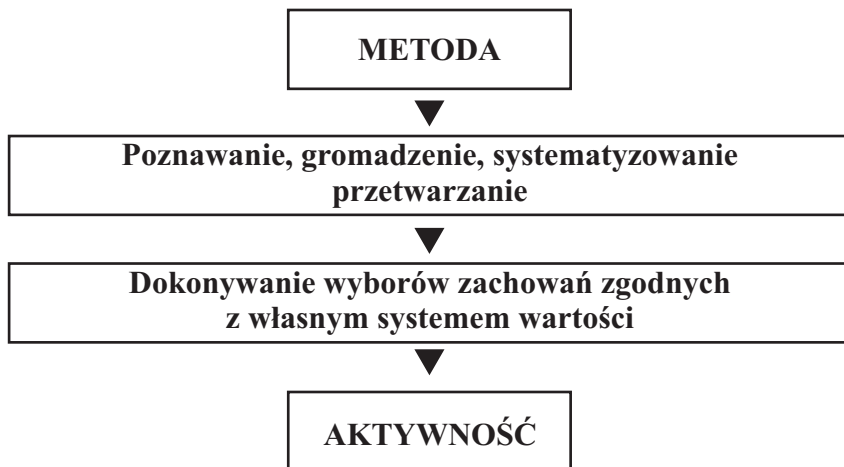 METODA
Poznawanie, gromadzenie, systematyzowanie
przetwarzanie
Dokonywanie wyborów zachowań zgodnych
z własnym systemem wartości
AKTYWNOŚĆ